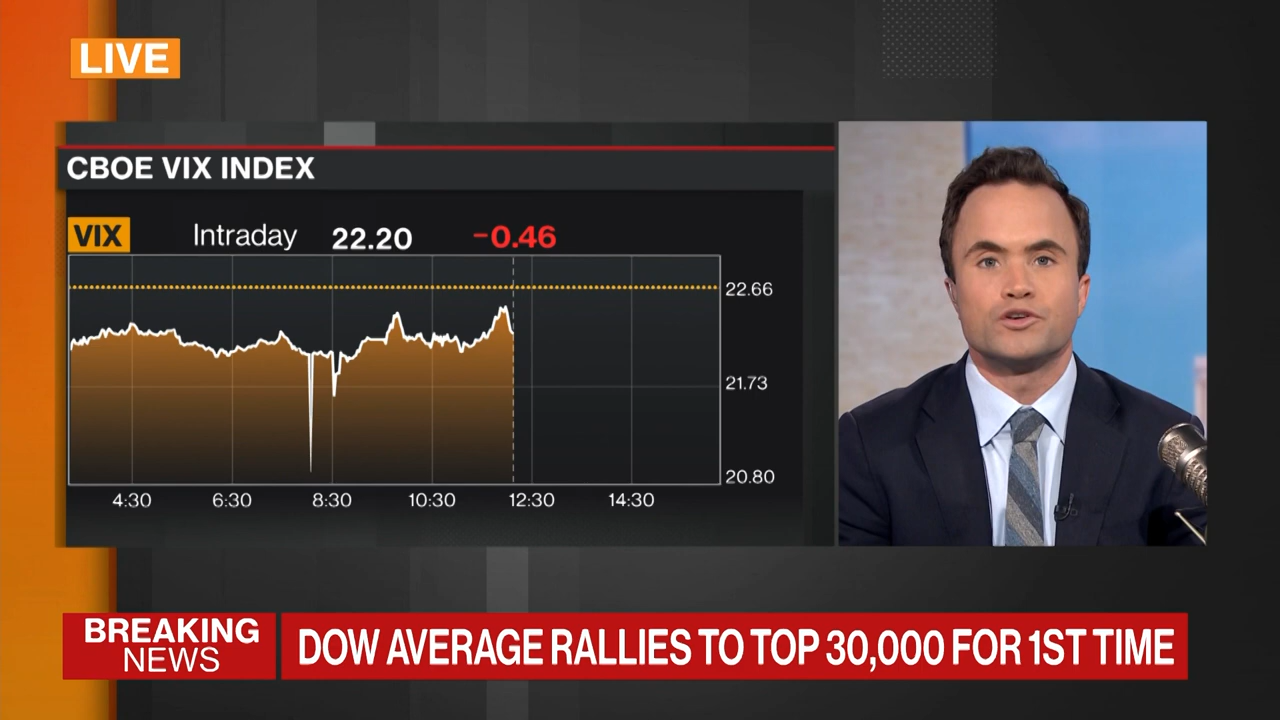 LIVE
CBOE VIX INDEX
VIX Intraday 22.20 -0.46
22.66
21.73
20.80
4:30 6:30 8:30 10:30 12:30 14:30
BREAKING
NEWS
DOW AVERAGE RALLIES TO TOP 30,000 FOR 1ST TIME